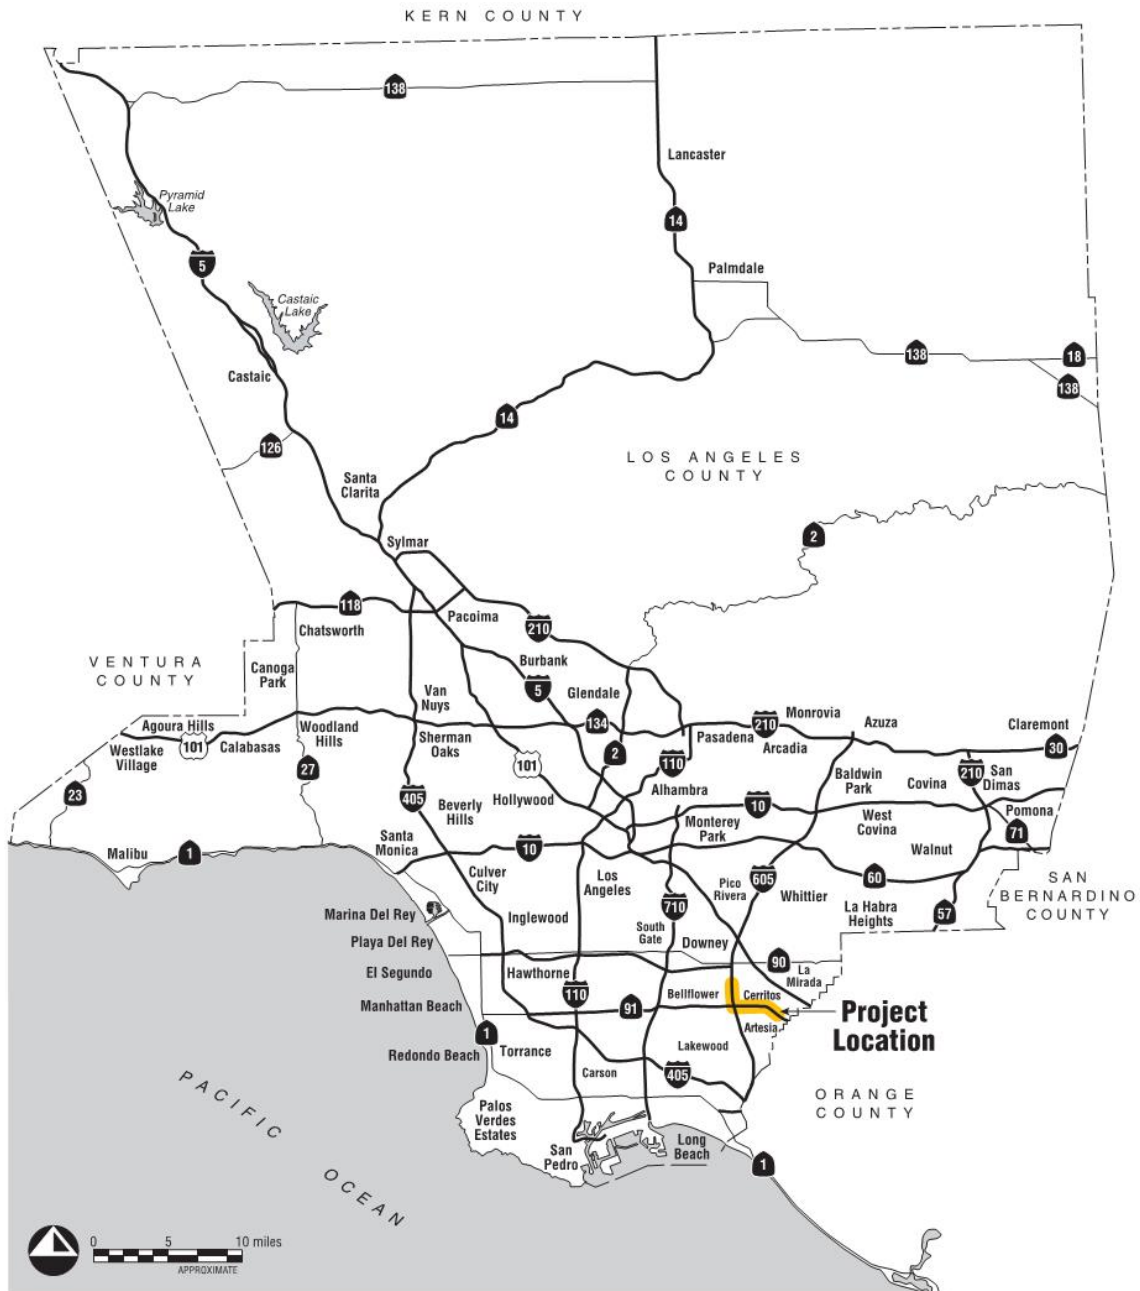 KERN COUNTY
138
Lancaster
Pyramid
Lake
14
5
Palmdale
Castaic
Lake
138
18
Castaic
138
14
126
LOS ANGELES
COUNTY
Santa
Clarita
2
Sylmar
118
Pacoima
Chatsworth
210
VENTURA
COUNTY
Canoga
Park
Burbank
5
Glendale
Van
Nuys
Agoura Hills
Woodland
Hills
134
210
Monrovia
Azuza
Claremont
Westlake
Village
101
Calabasas
Sherman
Oaks
Pasadena
Arcadia
30
101
2
110
27
Baldwin
Park
Covina
210
San
Dimas
23
405
Beverly
Hills
Hollywood
Alhambra
10
Pomona
Monterey
Park
West
Covina
71
Santa
Monica
Malibu
1
10
Walnut
Culver
City
Los
Angeles
Pico
Rivera
605
Whittier
60
SAN
BERNARDINO
COUNTY
Marina Del Rey
Inglewood
710
La Habra
Heights
57
South
Gate
Playa Del Rey
Downey
90
La
Mirada
El Segundo
Hawthorne
110
Bellflower
Cerritos
Manhattan Beach
91
Project
Location
Artesia
1
Redondo Beach
Torrance
Lakewood
Carson
405
PACIFIC
OCEAN
ORANGE
COUNTY
Palos
Verdes
Estates
San
Pedro
Long
Beach
1
0 5 10 miles
APPROXIMATE